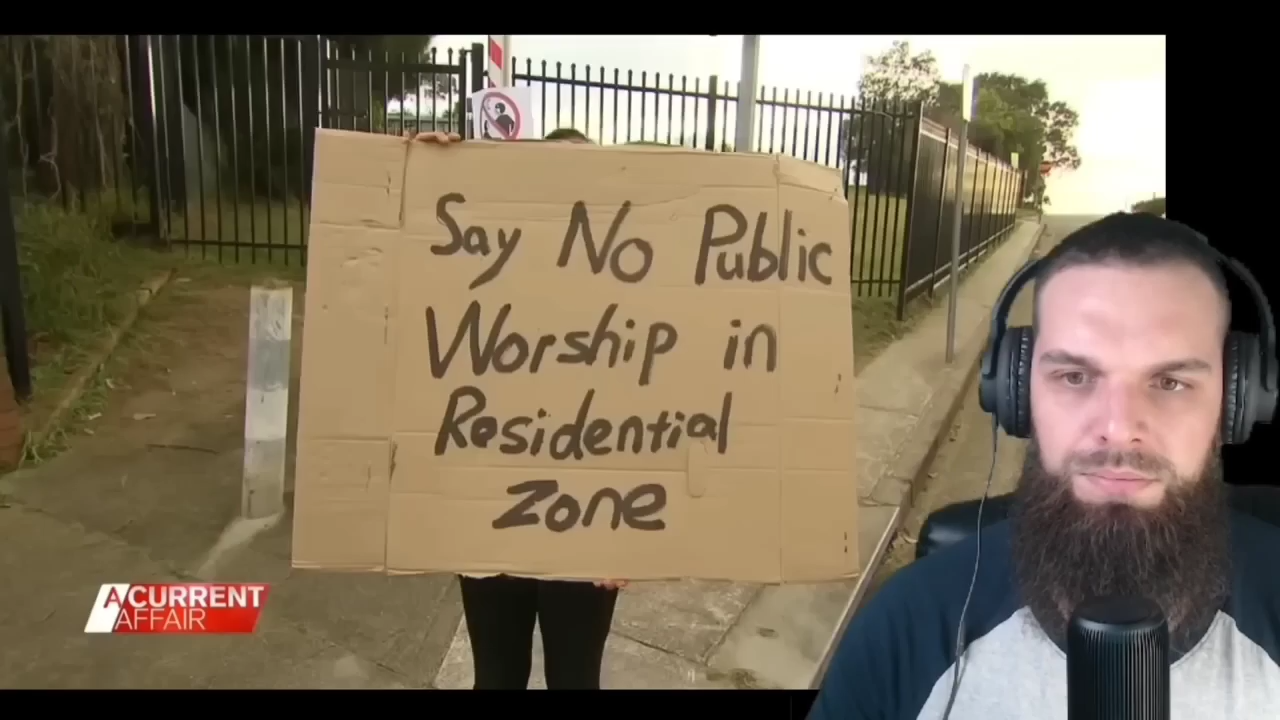 Say No Public
Worship in
Residential
Zone
A CURRENT
AFFAIR